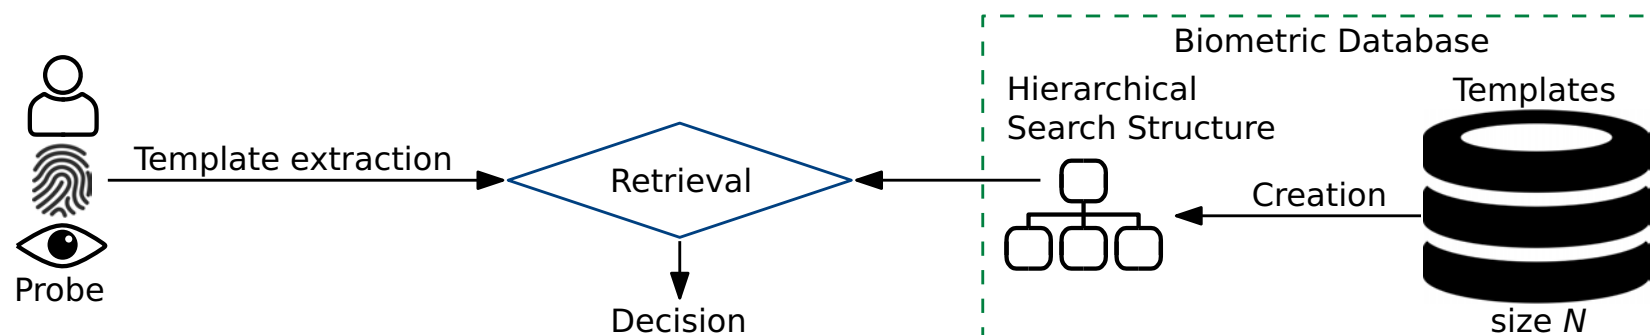 Biometric Database
Hierarchical
Search Structure
Templates
Template extraction
Retrieval
Creation
Probe
Decision
size N